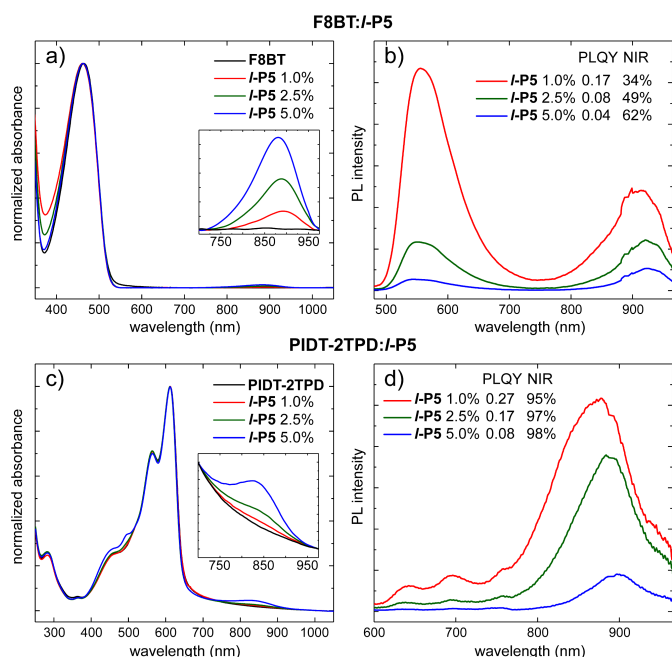 F8BT:l-P5
a)
F8BT
l-P5 1.0%
l-P5 2.5%
l-P5 5.0%
750 850 950
400 500 600 700 800 900 1000
wavelength (nm)
normalized absorbance
b)
PLQY NIR
l-P5 1.0% 0.17 34%
l-P5 2.5% 0.08 49%
l-P5 5.0% 0.04 62%
500 600 700 800 900
wavelength (nm)
PL intensity
PIDT-2TPD:l-P5
c)
PIDT-2TPD
l-P5 1.0%
l-P5 2.5%
l-P5 5.0%
750 850 950
300 400 500 600 700 800 900 1000
wavelength (nm)
normalized absorbance
d)
PLQY NIR
l-P5 1.0% 0.27 95%
l-P5 2.5% 0.17 97%
l-P5 5.0% 0.08 98%
600 700 800 900
wavelength (nm)
PL intensity